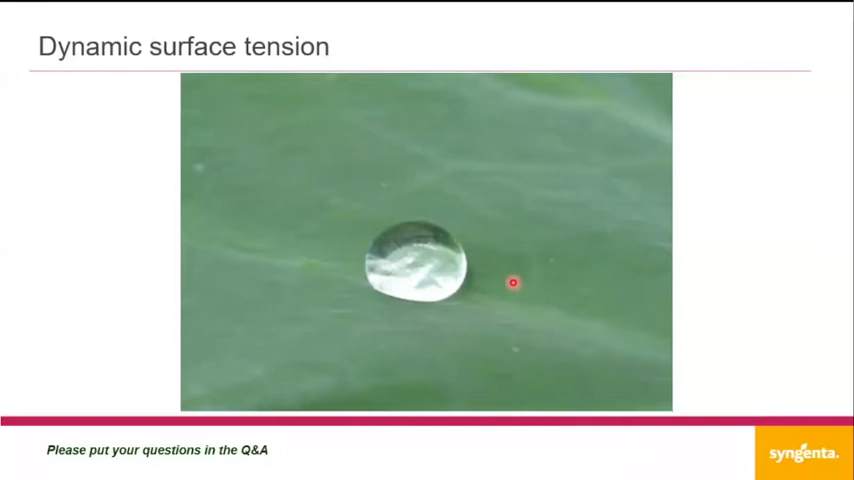 Dynamic surface tension
Please put your questions in the Q&A
syngenta.